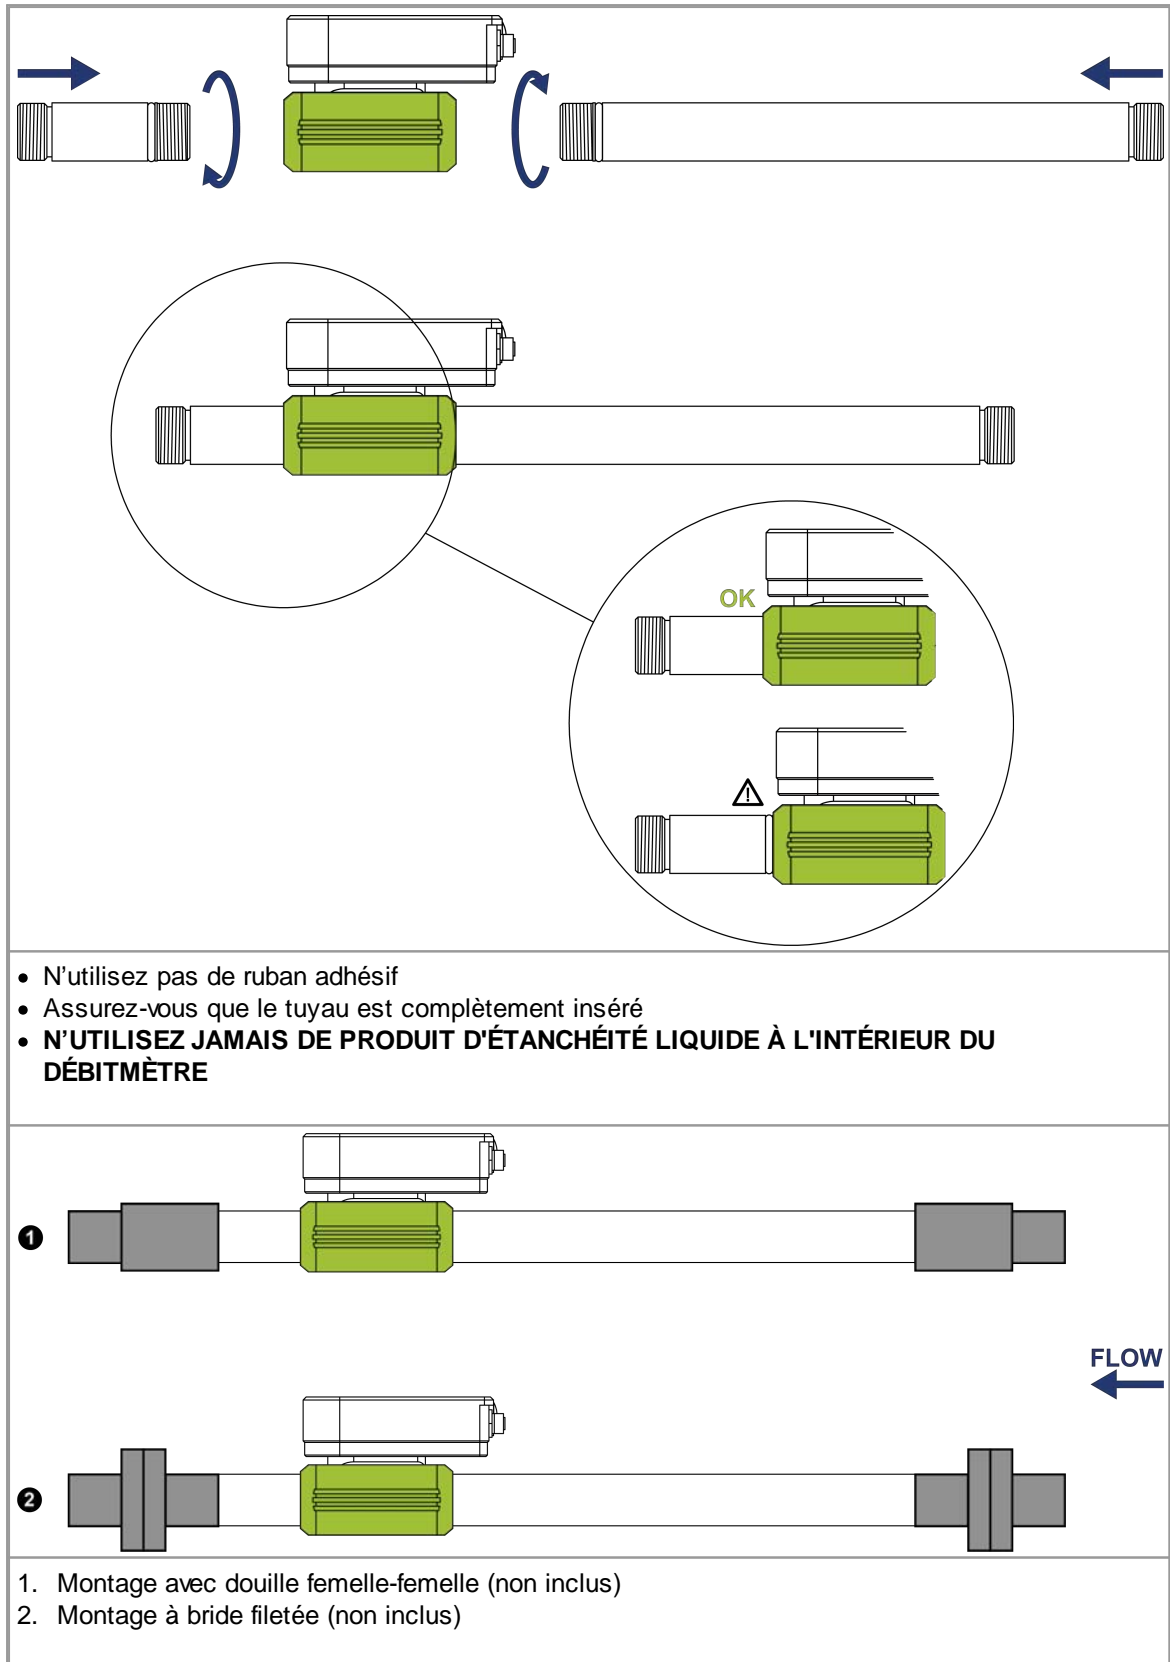 OK
• N’utilisez pas de ruban adhésif
• Assurez-vous que le tuyau est complètement inséré
• N’UTILISEZ JAMAIS DE PRODUIT D'ÉTANCHÉITÉ LIQUIDE À L'INTÉRIEUR DU
DÉBITMÈTRE
1
FLOW
2
1. Montage avec douille femelle-femelle (non inclus)
2. Montage à bride filetée (non inclus)